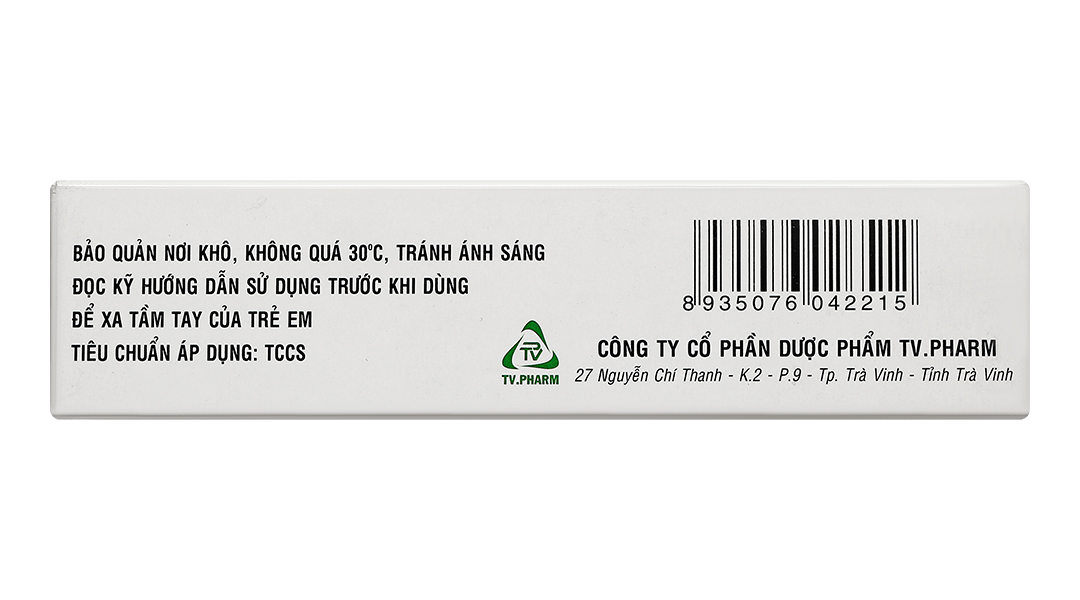 BẢO QUẢN NƠI KHÔ, KHÔNG QUÁ 30ºC, TRÁNH ÁNH SÁNG
ĐỌC KỸ HƯỚNG DẪN SỬ DỤNG TRƯỚC KHI DÙNG
ĐỂ XA TẦM TAY CỦA TRẺ EM
TIÊU CHUẨN ÁP DỤNG: TCCS
TV
TV.PHARM
8 935076 042215
CÔNG TY CỔ PHẦN DƯỢC PHẨM TV.PHARM
27 Nguyễn Chí Thanh - K.2 - P.9 - Tp. Trà Vinh - Tỉnh Trà Vinh